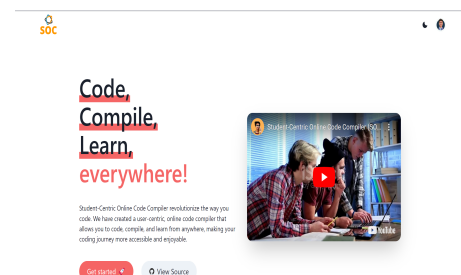 SOC
Code,
Compile,
Learn,
everywhere!
Student-Centric Online Code Compiler (SO...
Student-Centric Online Code Compiler revolutionize the way you
code. We have created a user-centric, online code compiler that
allows you to code, compile, and learn from anywhere, making your
coding journey more accessible and enjoyable.
YouTube
Get started
View Source